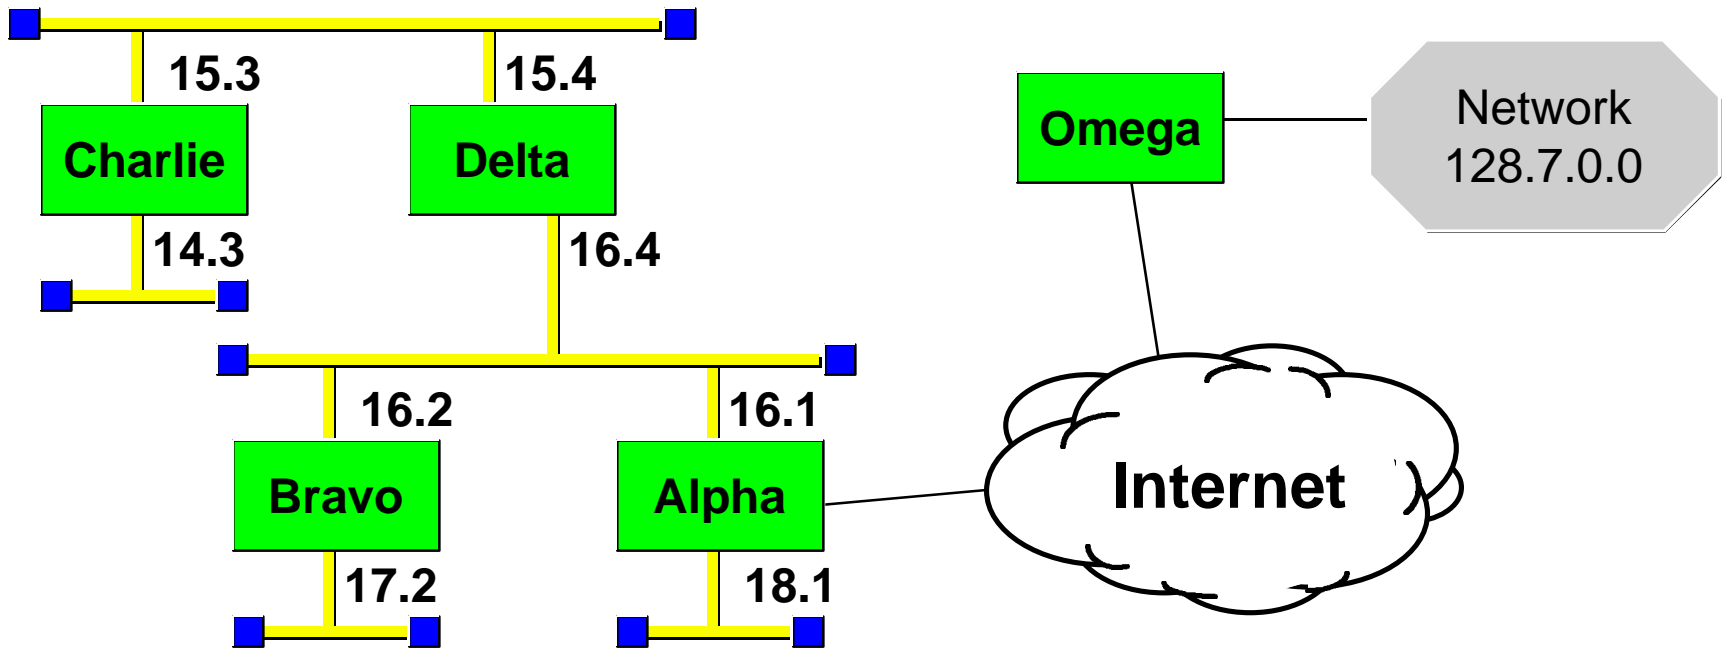 15.3
15.4
Charlie
Delta
Omega
Network
128.7.0.0
14.3
16.4
16.2
16.1
Bravo
Alpha
Internet
17.2
18.1